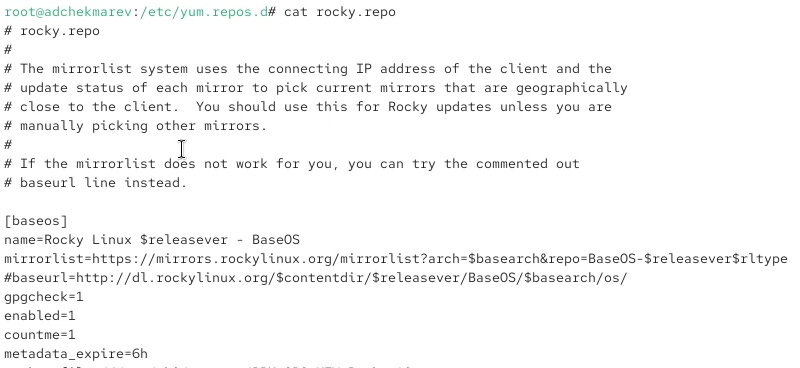 root@adchekmarev:/etc/yum.repos.d# cat rocky.repo
# rocky.repo
#
# The mirrorlist system uses the connecting IP address of the client and the
# update status of each mirror to pick current mirrors that are geographically
# close to the client.  You should use this for Rocky updates unless you are
# manually picking other mirrors.
#
# If the mirrorlist does not work for you, you can try the commented out
# baseurl line instead.

[baseos]
name=Rocky Linux $releasever - BaseOS
mirrorlist=https://mirrors.rockylinux.org/mirrorlist?arch=$basearch&repo=BaseOS-$releasever$rltype
#baseurl=http://dl.rockylinux.org/$contentdir/$releasever/BaseOS/$basearch/os/
gpgcheck=1
enabled=1
countme=1
metadata_expire=6h